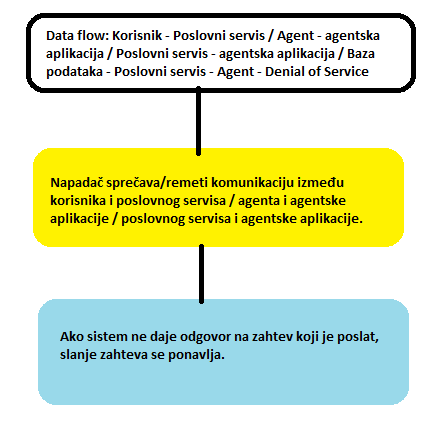 Data flow: Korisnik - Poslovni servis / Agent - agentska
aplikacija / Poslovni servis - agentska aplikacija / Baza
podataka - Poslovni servis - Agent - Denial of Service
Napadač sprečava/remeti komunikaciju između
korisnika i poslovnog servisa / agenta i agentske
aplikacije / poslovnog servisa i agentske aplikacije.
Ako sistem ne daje odgovor na zahtev koji je poslat,
slanje zahteva se ponavlja.